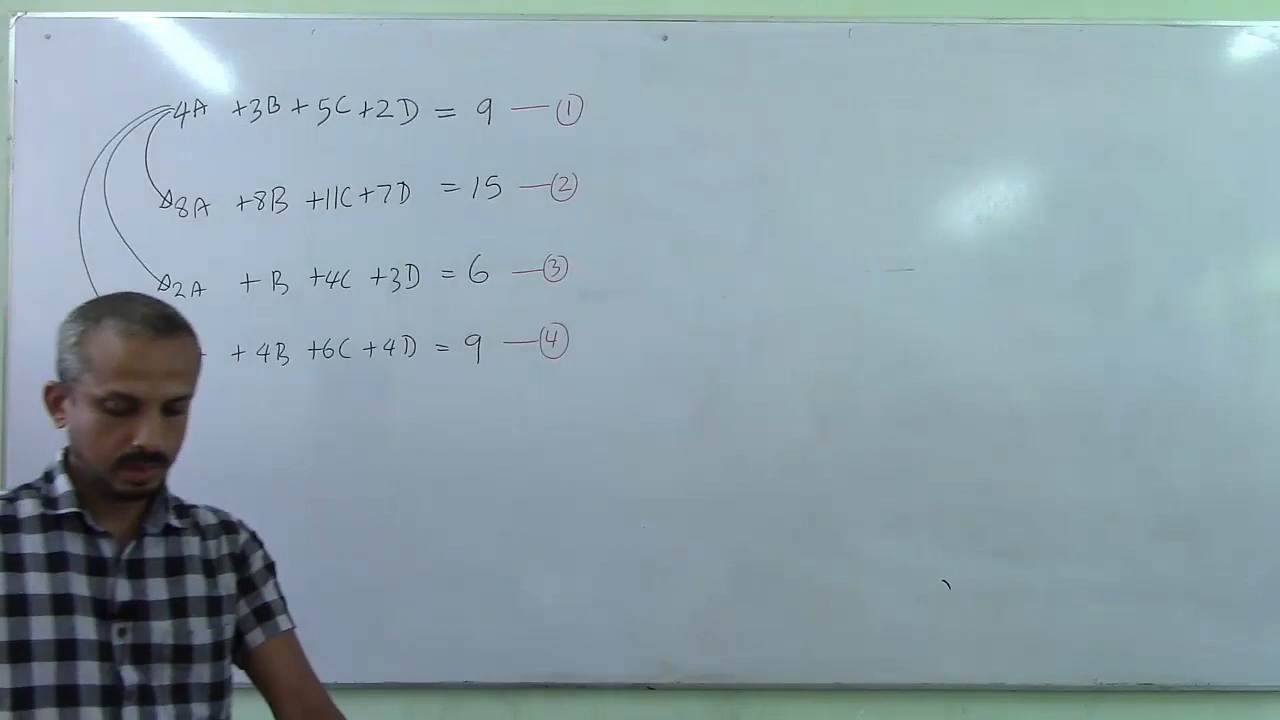 4A + 3B + 5C + 2D = 9 — ①
8A + 8B + 11C + 7D = 15 — ②
2A + B + 4C + 3D = 6 — ③
+ 4B + 6C + 4D = 9 — ④